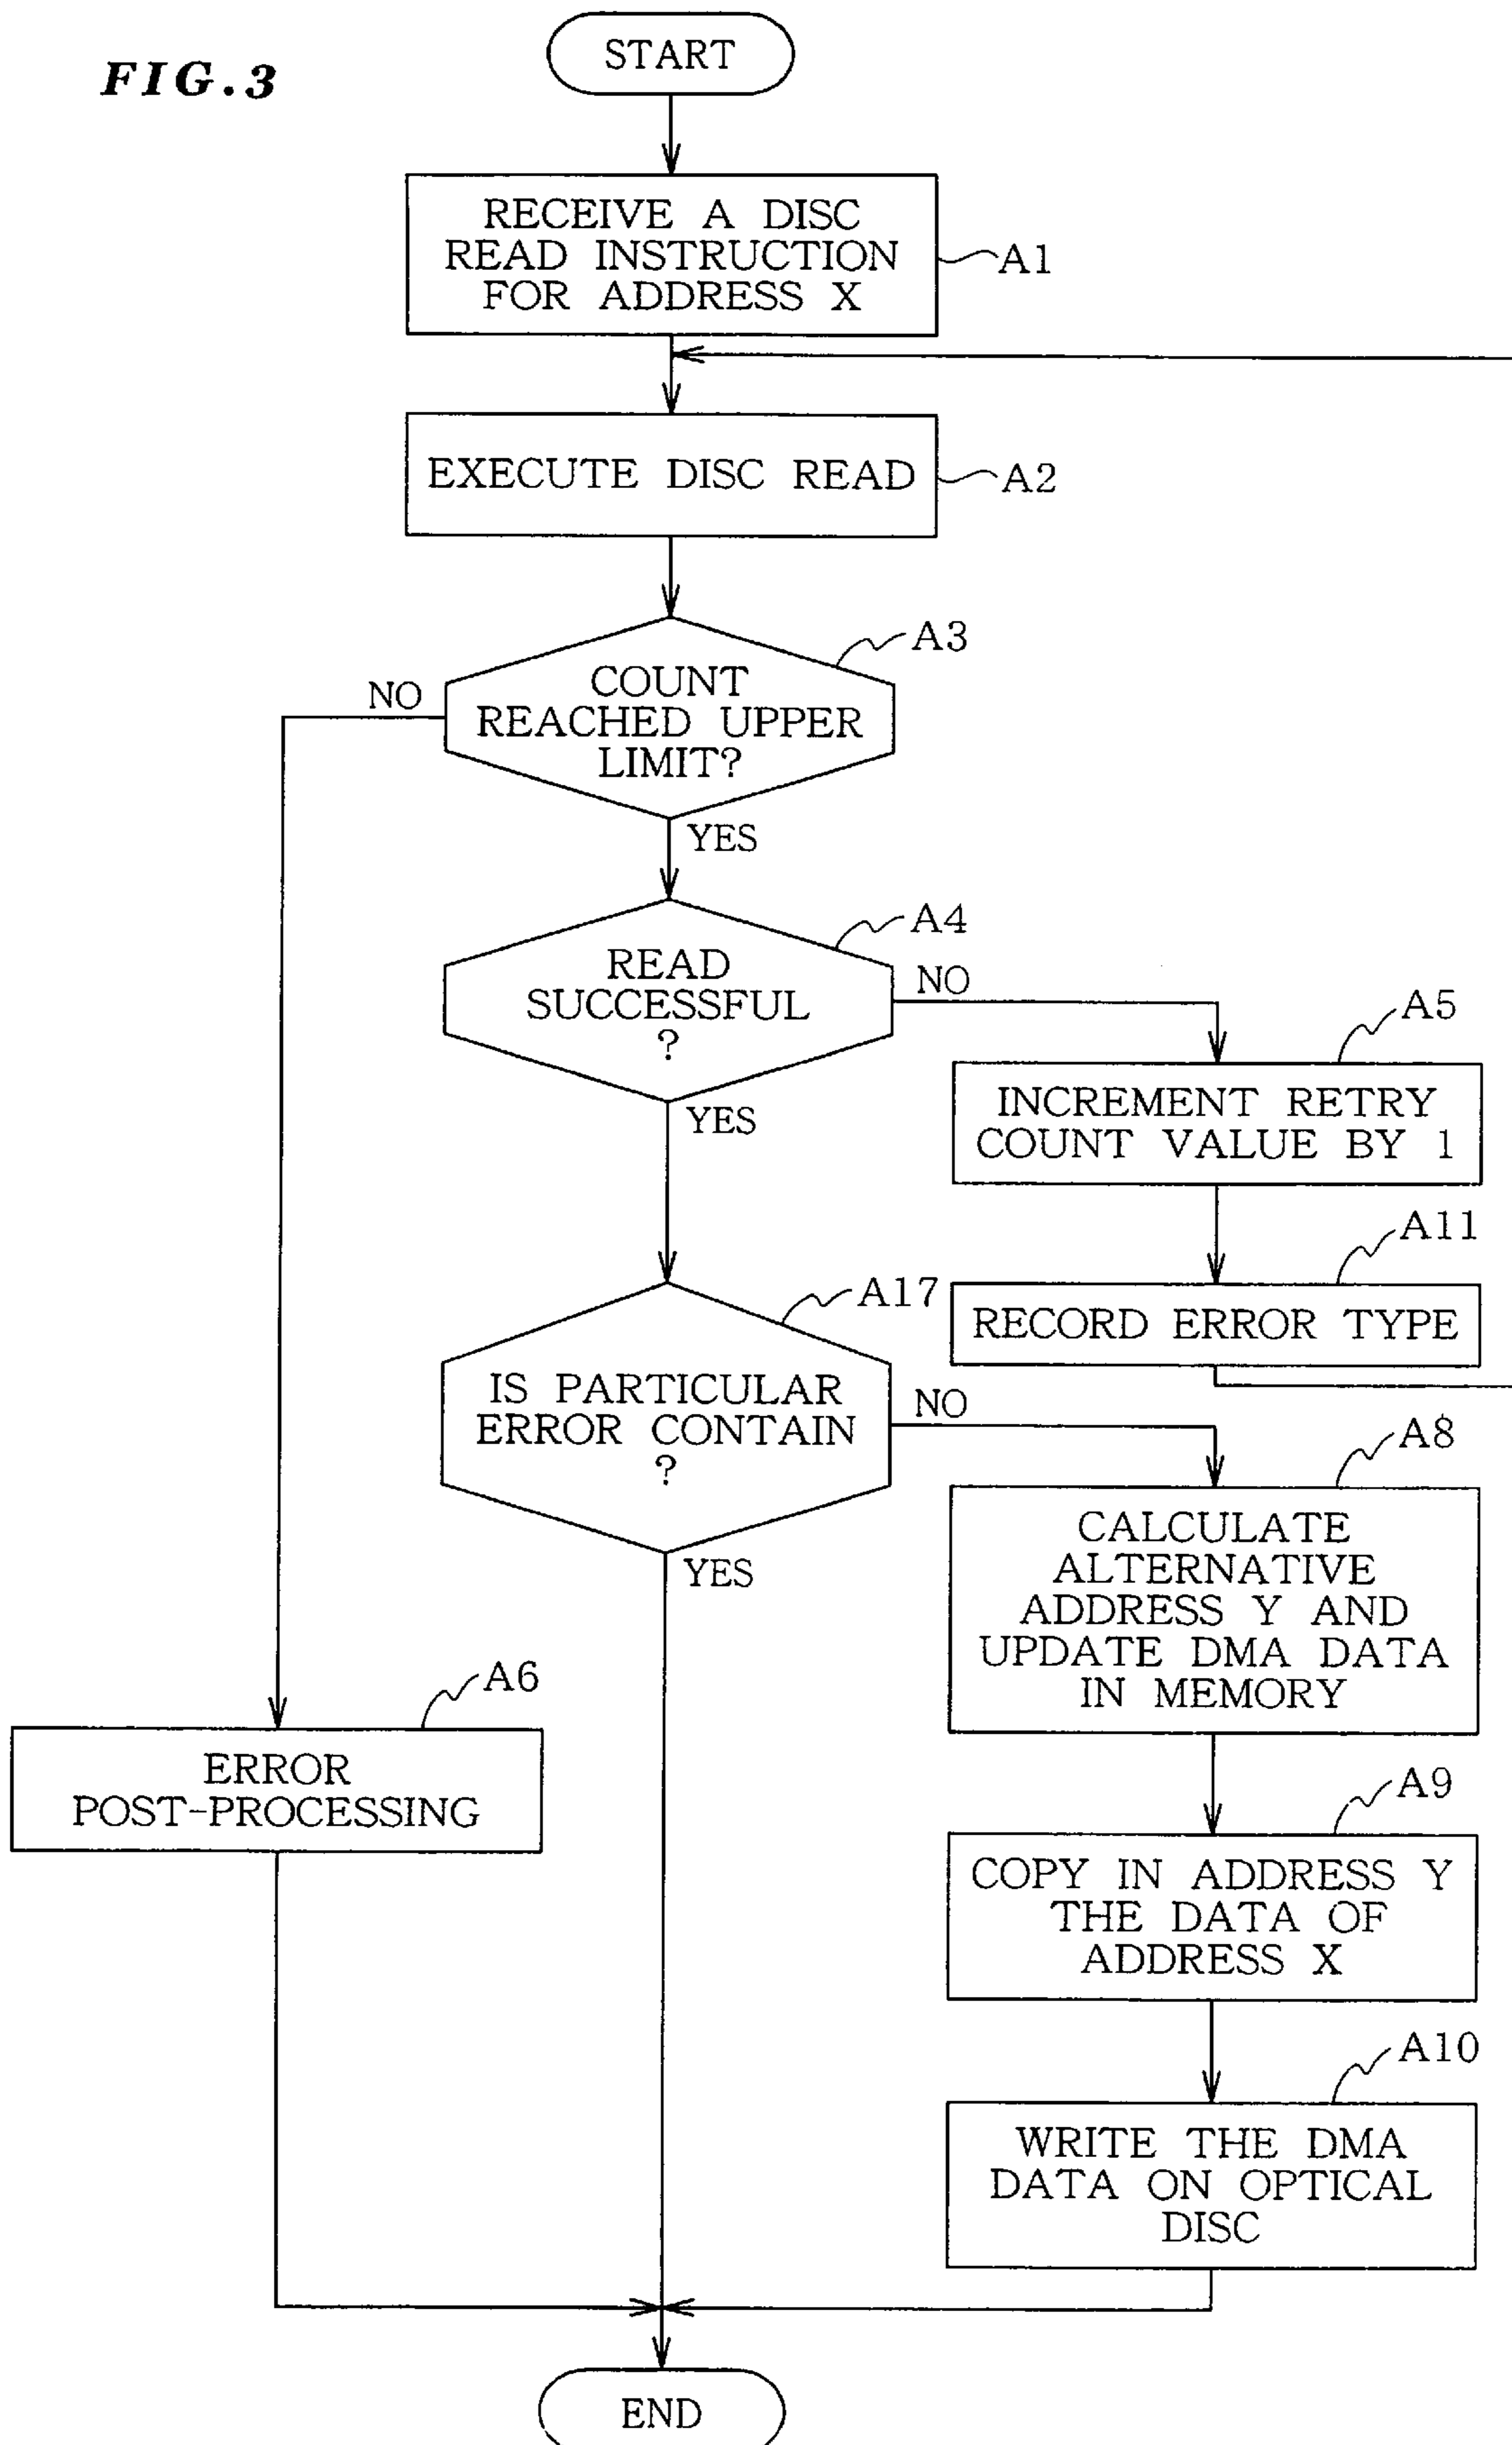 FIG.3
START
RECEIVE A DISC
READ INSTRUCTION
FOR ADDRESS X
A1
EXECUTE DISC READ
A2
A3
COUNT
REACHED UPPER
LIMIT?
NO
YES
A4
READ
SUCCESSFUL
?
NO
YES
A5
INCREMENT RETRY
COUNT VALUE BY 1
A11
RECORD ERROR TYPE
A17
IS PARTICULAR
ERROR CONTAIN
?
NO
YES
A8
CALCULATE
ALTERNATIVE
ADDRESS Y AND
UPDATE DMA DATA
IN MEMORY
A6
ERROR
POST-PROCESSING
A9
COPY IN ADDRESS Y
THE DATA OF
ADDRESS X
A10
WRITE THE DMA
DATA ON OPTICAL
DISC
END